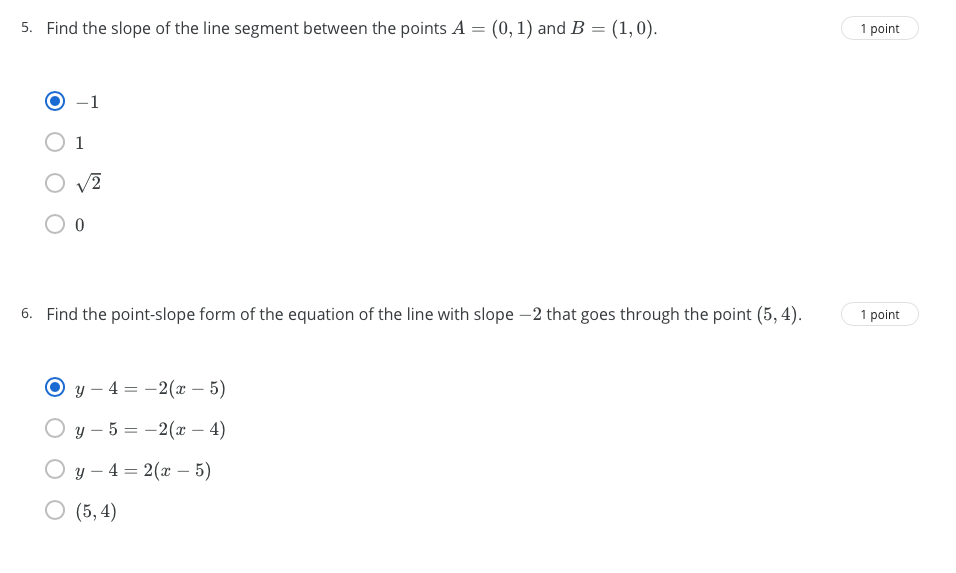 5. Find the slope of the line segment between the points A = (0, 1) and B = (1, 0). 1 point
−1
1
√2
0
6. Find the point-slope form of the equation of the line with slope −2 that goes through the point (5, 4). 1 point
y − 4 = −2(x − 5)
y − 5 = −2(x − 4)
y − 4 = 2(x − 5)
(5, 4)